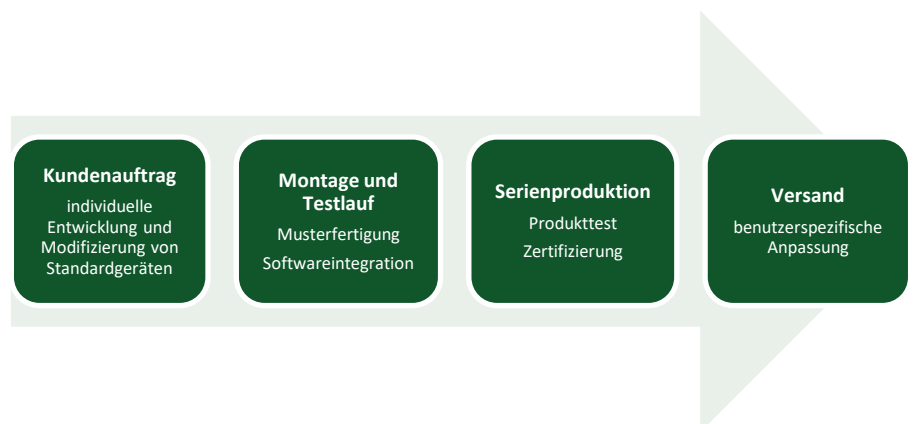 Kundenauftrag
individuelle
Entwicklung und
Modifizierung von
Standardgeräten
Montage und
Testlauf
Musterfertigung
Softwareintegration
Serienproduktion
Produkttest
Zertifizierung
Versand
benutzerspezifische
Anpassung